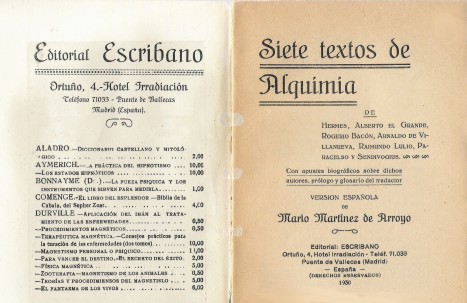 Editorial Escribano
Ortuño, 4.-Hotel Irradiación
Teléfono 71033 - Puente de Vallecas
Madrid (España).
ALADRO.—Diccionario castellano y mitoló-
gico . . . 2,00
AYMERICH.—La práctica del hipnotismo . . . 10,00
—Los estados hipnóticos . . . 10,00
BONNAYME (D.) —La fueza psíquica y los
instrumentos que sirven para medirla . . . 1,00
COMENGE.—El libro del esplendor —Biblia de la
Cabala, del Sepher Zoar . . . 4,00
DURVILLE —Aplicación del imán al trata-
miento de las enfermedades . . . 0,50
—Procedimientos magnéticos . . . 0,50
—Terapéutica magnética.—Consejos prácticos para
la curación de las enfermedades (dos tomos) . . . 10,00
—Magnetismo personal o psíquico . . . 11,00
—Para vencer el destino.—El secreto del éxito. 2,00
—Física magnética . . . 5,00
—Zooterapia—Magnetismo de los animales . . 0,50
—Teorías y procedimientos del magnetismo . . 5,00
—El fantasma de los vivos . . . 6,00
Siete textos de
Alquimia
DE
Hermes, Alberto el Grande,
Rogerio Bacón, Arnaldo de Vi-
llanueva, Raimundo Lulio, Pa-
racelso y Sendivogius.
Con apuntes biográficos sobre dichos
autores, prólogo y glosario del traductor
VERSION ESPAÑOLA
DE
Mario Martínez de Arroyo
Editorial: ESCRIBANO
Ortuño, 4, Hotel Irradiación - Teléf. 71.033
Puente de Vallecas (Madrid)
— España —
(DERECHOS RESERVADOS)
1930